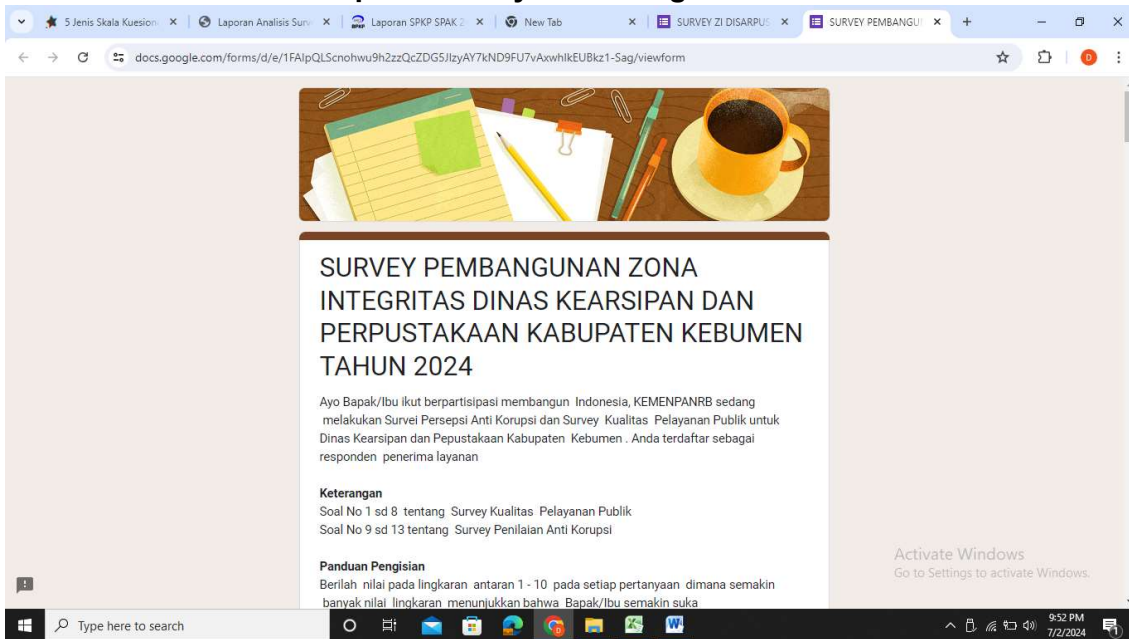 5 Jenis Skala Kuesion
Laporan Analisis Surv
Laporan SPKP SPAK 2
New Tab
SURVEY ZI DISARPUS
SURVEY PEMBANGU
docs.google.com/forms/d/e/1FAIpQLScnohwu9h2zzQcZDG5JIzyAY7kND9FU7vAxwhIkEUBkz1-Sag/viewform
D
SURVEY PEMBANGUNAN ZONA
INTEGRITAS DINAS KEARSIPAN DAN
PERPUSTAKAAN KABUPATEN KEBUMEN
TAHUN 2024
Ayo Bapak/Ibu ikut berpartisipasi membangun Indonesia, KEMENPANRB sedang
melakukan Survei Persepsi Anti Korupsi dan Survey Kualitas Pelayanan Publik untuk
Dinas Kearsipan dan Pepustakaan Kabupaten Kebumen . Anda terdaftar sebagai
responden penerima layanan
Keterangan
Soal No 1 sd 8 tentang Survey Kualitas Pelayanan Publik
Soal No 9 sd 13 tentang Survey Penilaian Anti Korupsi
Panduan Pengisian
Berilah nilai pada lingkaran antaran 1 - 10 pada setiap pertanyaan dimana semakin
banyak nilai lingkaran menunjukkan bahwa Bapak/Ibu semakin suka
Activate Windows
Go to Settings to activate Windows.
Type here to search
9:52 PM
7/2/2024